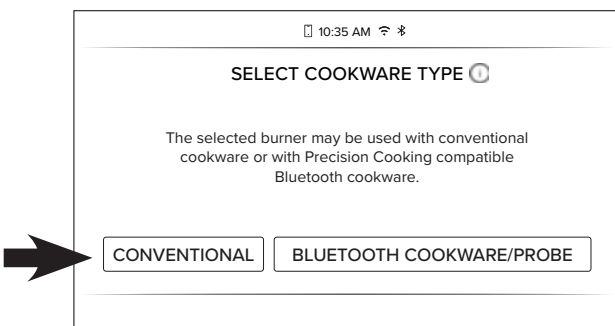 10:35 AM
SELECT COOKWARE TYPE
The selected burner may be used with conventional
cookware or with Precision Cooking compatible
Bluetooth cookware.
CONVENTIONAL
BLUETOOTH COOKWARE/PROBE